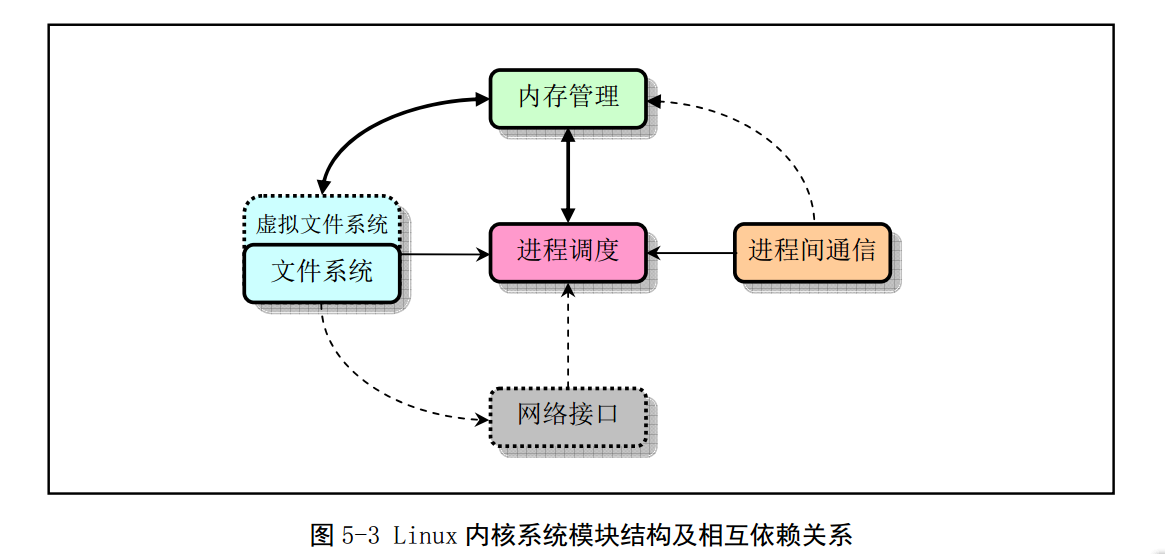 内存管理
虚拟文件系统
文件系统
进程调度
进程间通信
网络接口
图 5-3 Linux 内核系统模块结构及相互依赖关系